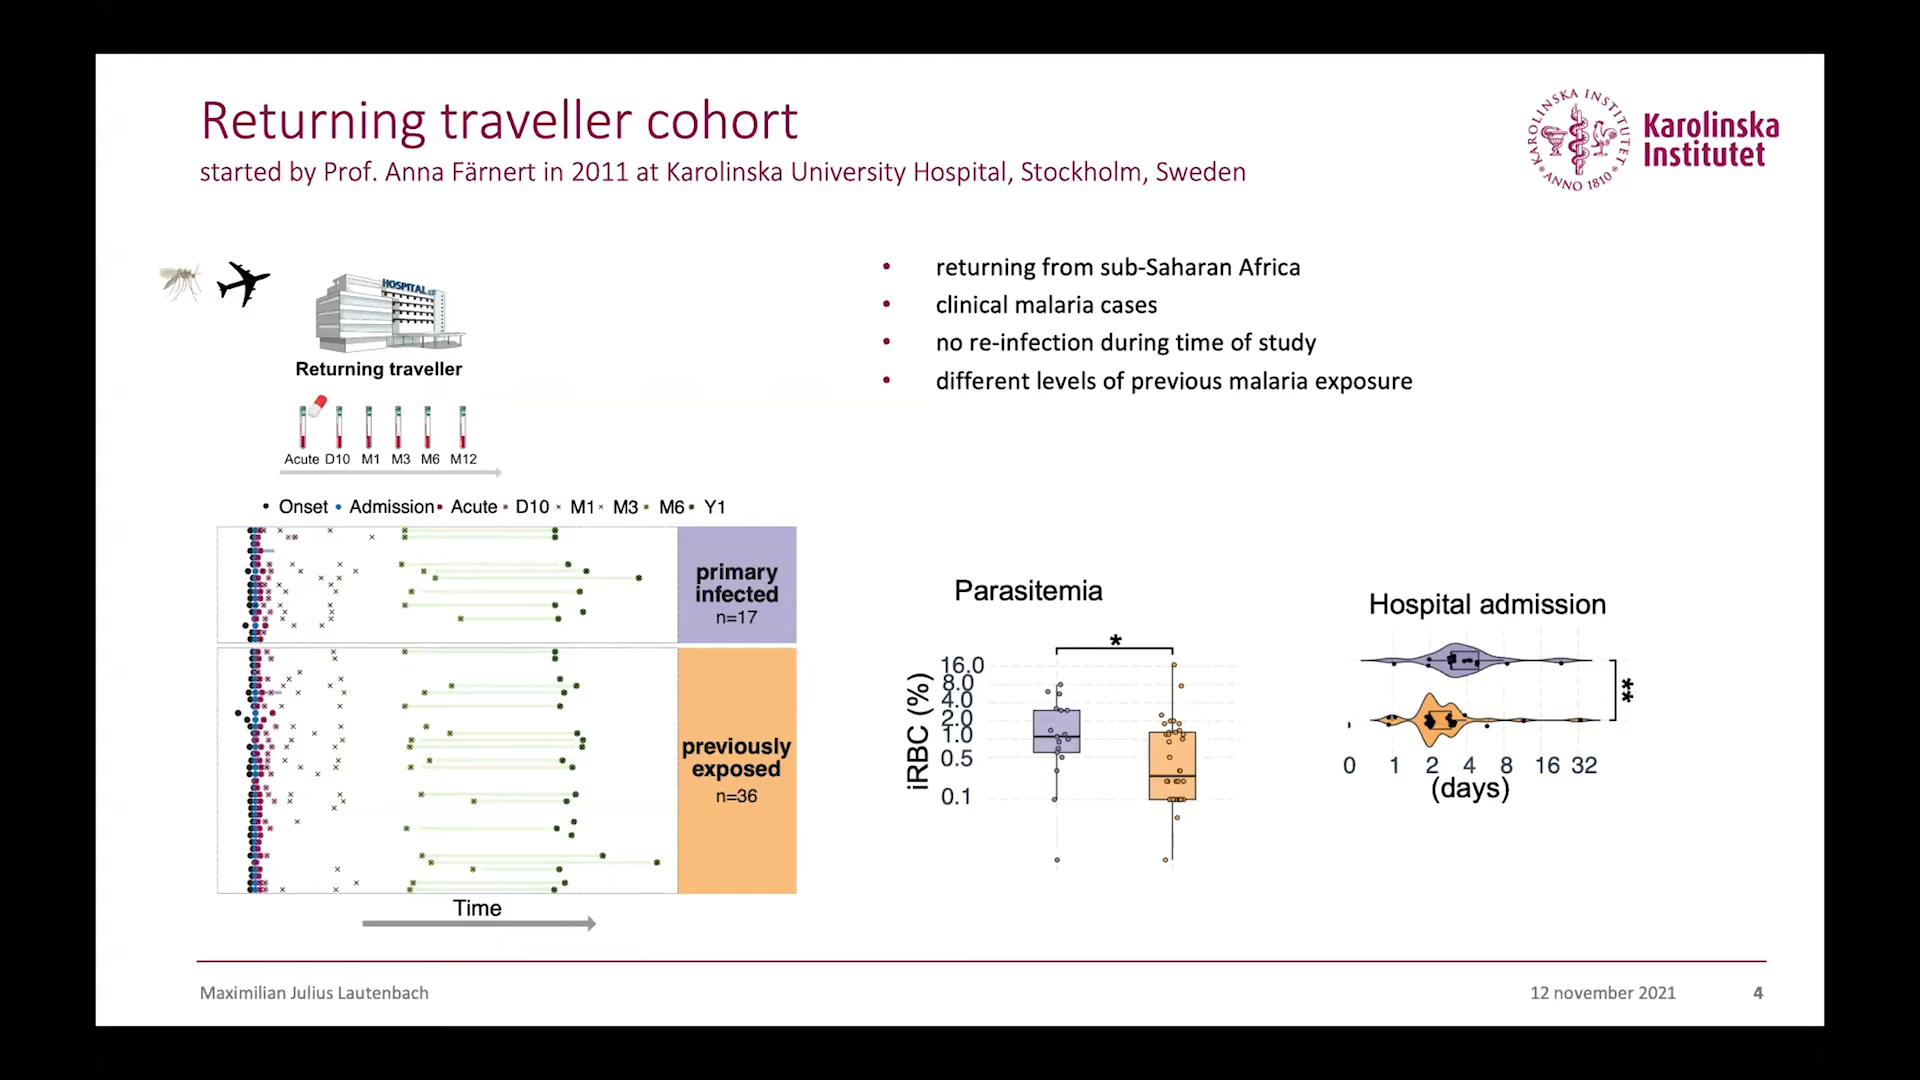 Returning traveller cohort
started by Prof. Anna Färnert in 2011 at Karolinska University Hospital, Stockholm, Sweden
KAROLINSKA INSTITUTET
ANNO 1810
Karolinska
Institutet
HOSPITAL
Returning traveller
Acute D10 M1 M3 M6 M12
• returning from sub-Saharan Africa
• clinical malaria cases
• no re-infection during time of study
• different levels of previous malaria exposure
Onset Admission Acute D10 M1 M3 M6 Y1
primary
infected
n=17
previously
exposed
n=36
Time
Parasitemia
*
iRBC (%)
16.0
8.0
4.0
2.0
1.0
0.5
0.1
Hospital admission
**
0 1 2 4 8 16 32
(days)
Maximilian Julius Lautenbach
12 november 2021
4